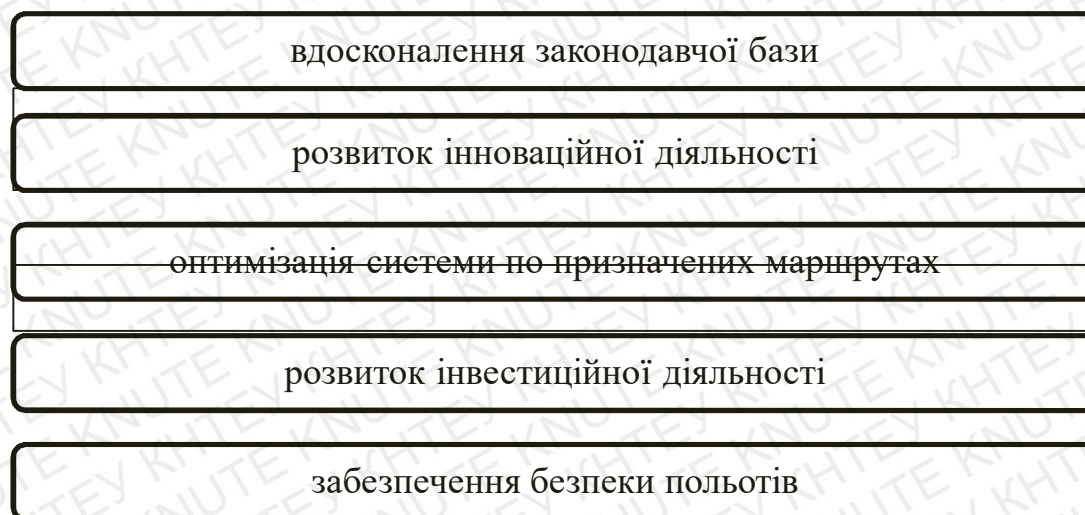 вдосконалення законодавчої бази
розвиток інноваційної діяльності
оптимізація системи по призначених маршрутах
розвиток інвестиційної діяльності
забезпечення безпеки польотів